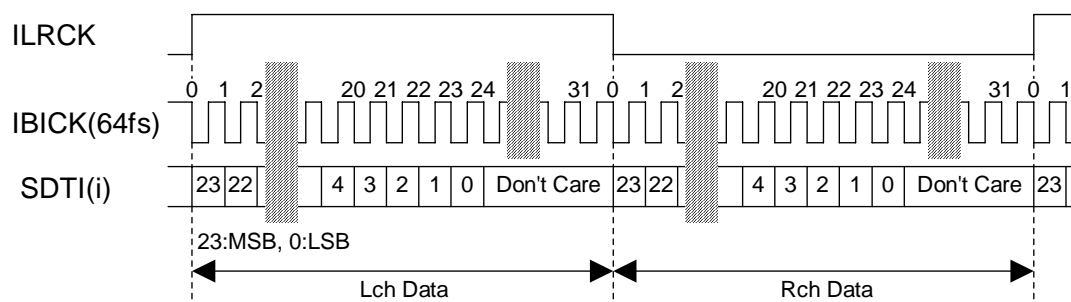 ILRCK
0 1 2 20 21 22 23 24 31 0 1 2 20 21 22 23 24 31 0 1
IBICK(64fs)
SDTI(i)
23 22 4 3 2 1 0 Don't Care 23 22 4 3 2 1 0 Don't Care 23
23:MSB, 0:LSB
Lch Data Rch Data